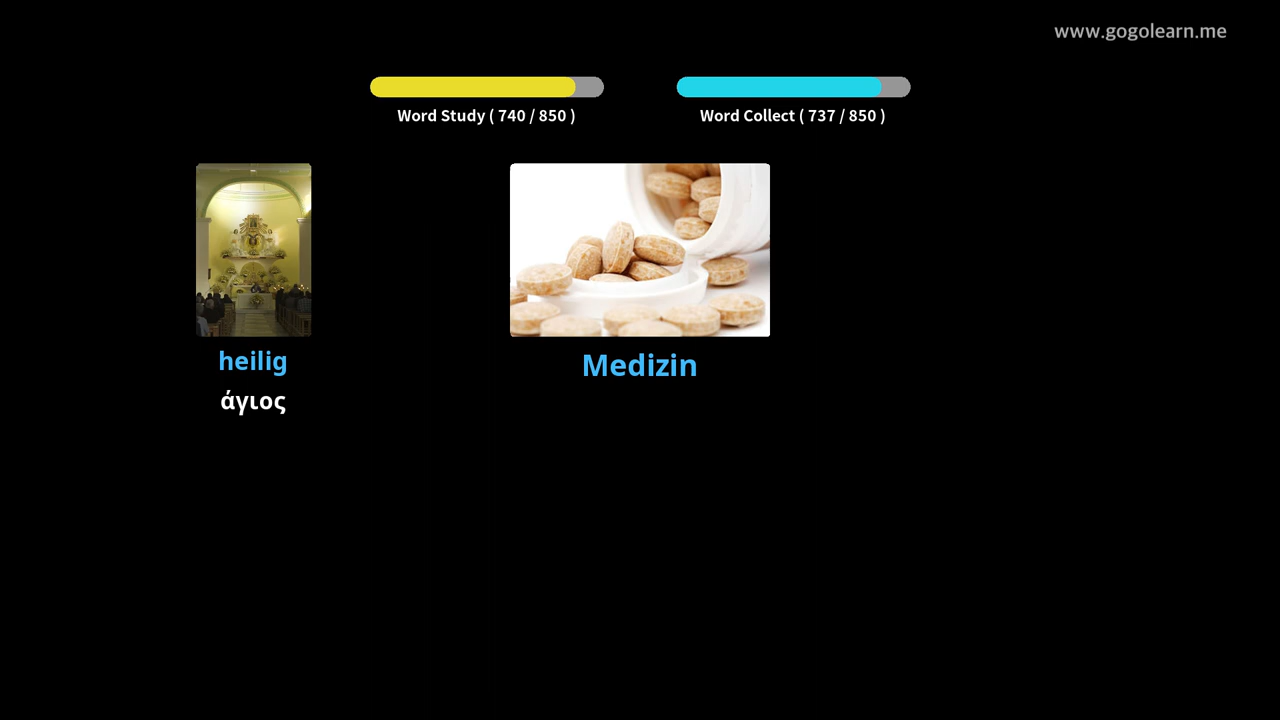 www.gogolearn.me
Word Study ( 740 / 850 )
Word Collect ( 737 / 850 )
heilig
άγιος
Medizin